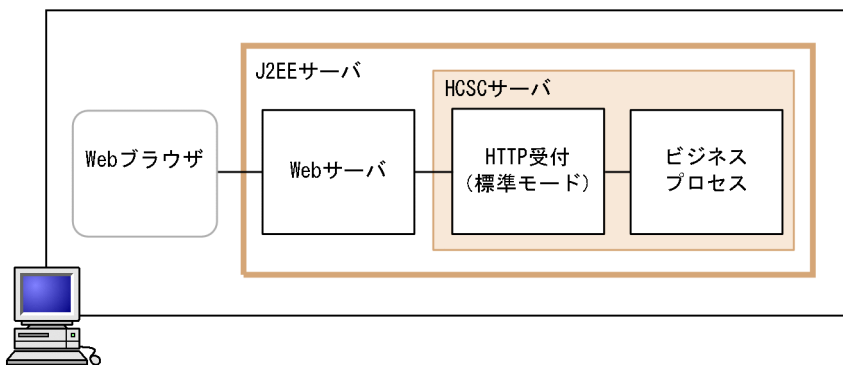 J2EEサーバ
HCSCサーバ
Webブラウザ
Webサーバ
HTTP受付
(標準モード)
ビジネス
プロセス